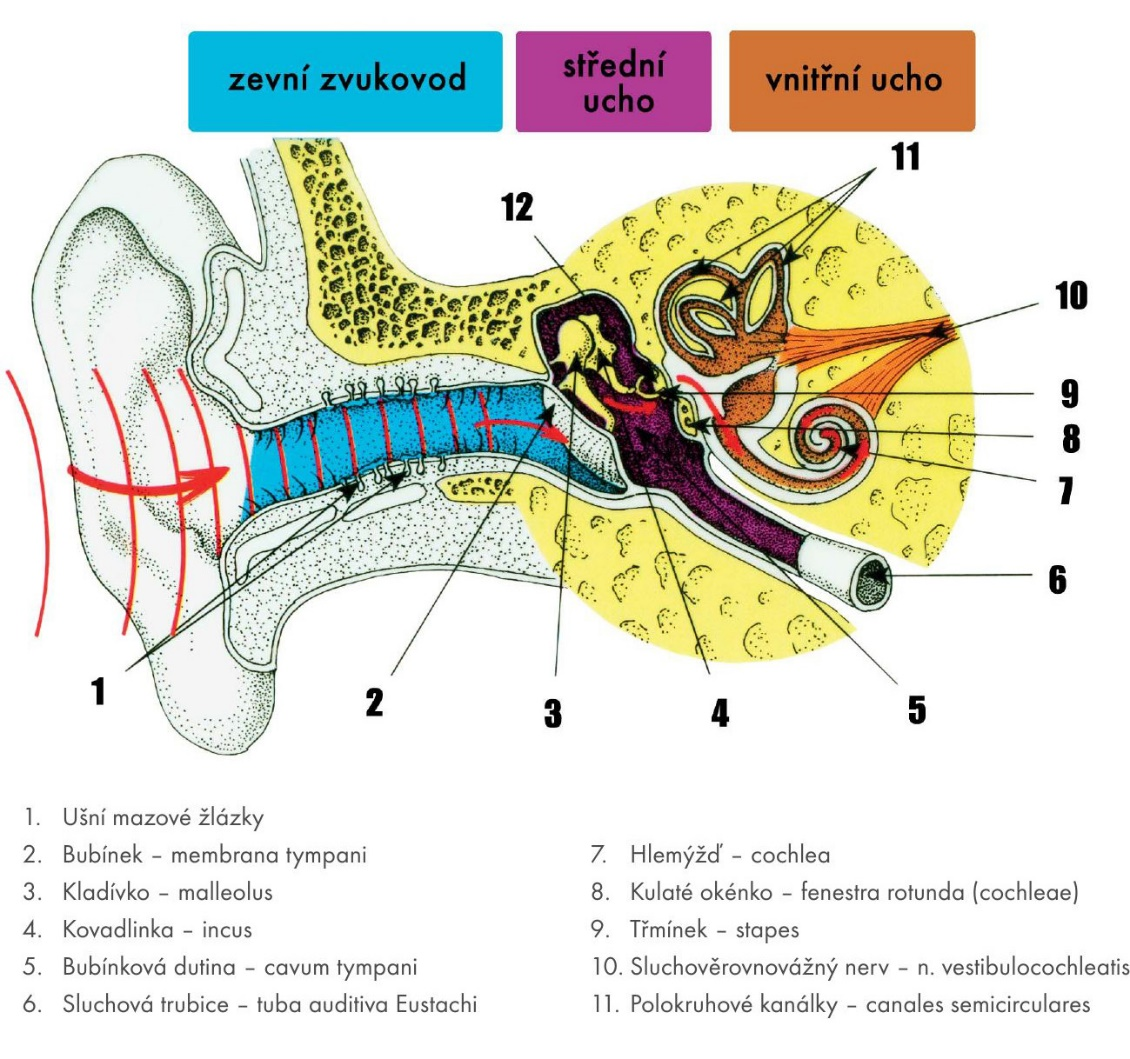 zevní zvukovod
střední
ucho
vnitřní ucho
11
12
10
9
8
7
6
1
2
3
4
5
1. Ušní mazové žlázky
2. Bubínek – membrana tympani
3. Kladívko – malleolus
4. Kovadlinka – incus
5. Bubínková dutina – cavum tympani
6. Sluchová trubice – tuba auditiva Eustachi
7. Hlemýžď – cochlea
8. Kulaté okénko – fenestra rotunda (cochleae)
9. Třmínek – stapes
10. Sluchověrovnovážný nerv – n. vestibulocochleatis
11. Polokruhové kanálky – canales semicirculares